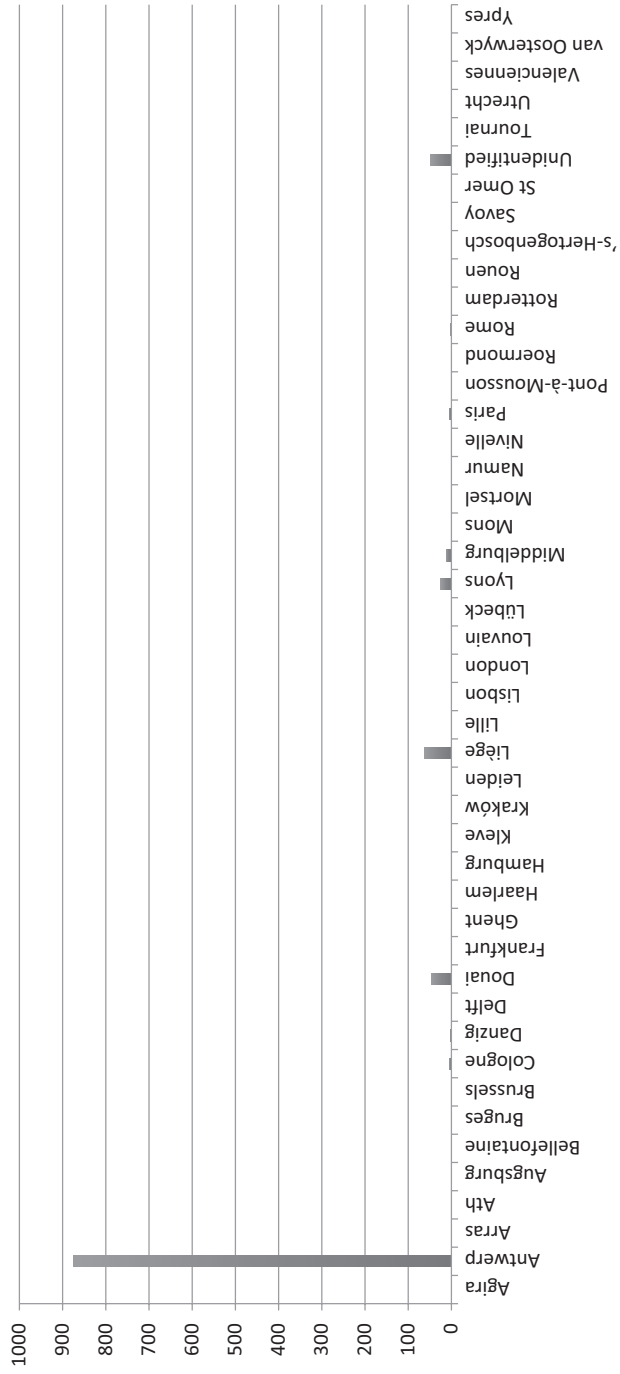 Ypres
van Oosterwyck
Valenciennes
Utrecht
Tournai
Unidentified
St Omer
Savoy
's-Hertogenbosch
Rouen
Rotterdam
Rome
Roermond
Pont-à-Mousson
Paris
Nivelle
Namur
Mortsel
Mons
Middelburg
Lyons
Lübeck
Louvain
London
Lisbon
Lille
Liège
Leiden
Kraków
Kleve
Hamburg
Haarlem
Ghent
Frankfurt
Douai
Delft
Danzig
Cologne
Brussels
Bruges
Bellefontaine
Augsburg
Ath
Arras
Antwerp
Agira
1000
900
800
700
600
500
400
300
200
100
0